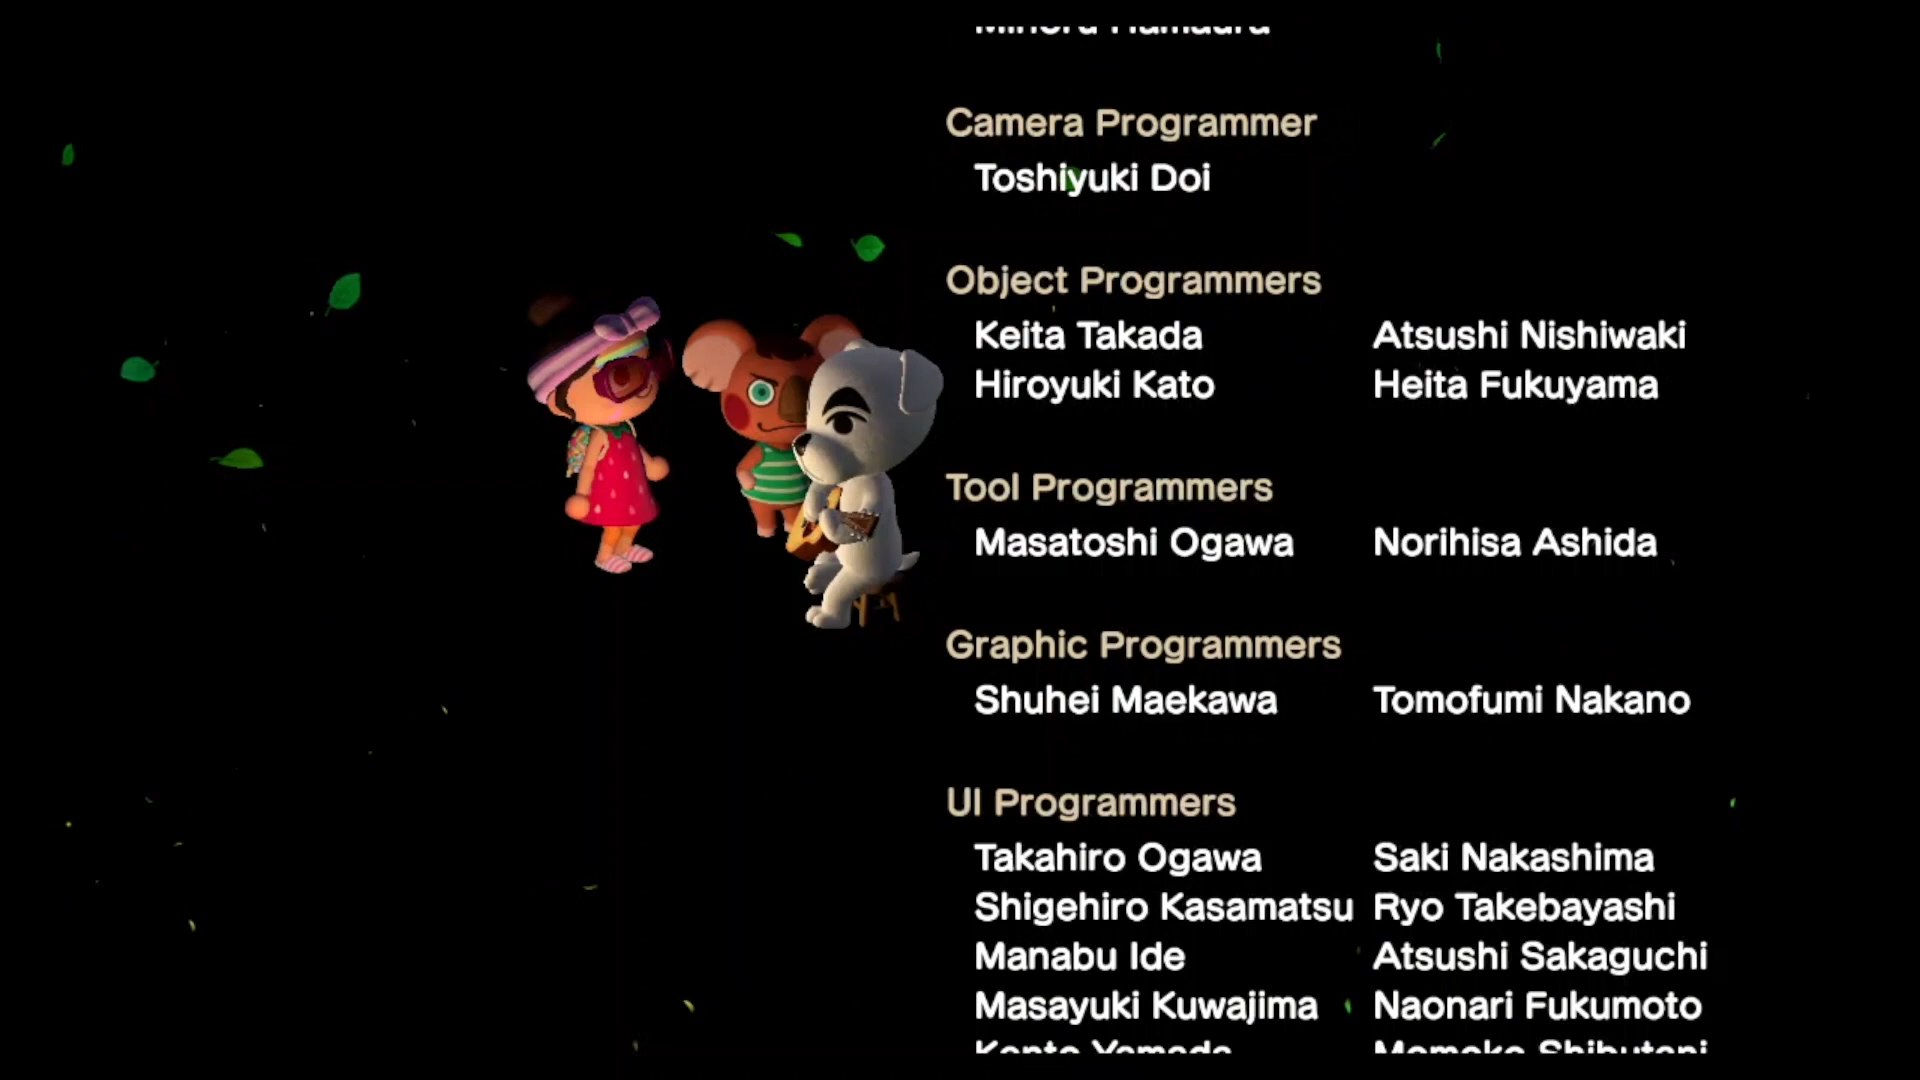 Camera Programmer
Toshiyuki Doi
Object Programmers
Keita Takada Atsushi Nishiwaki
Hiroyuki Kato Heita Fukuyama
Tool Programmers
Masatoshi Ogawa Norihisa Ashida
Graphic Programmers
Shuhei Maekawa Tomofumi Nakano
UI Programmers
Takahiro Ogawa Saki Nakashima
Shigehiro Kasamatsu Ryo Takebayashi
Manabu Ide Atsushi Sakaguchi
Masayuki Kuwajima Naonari Fukumoto